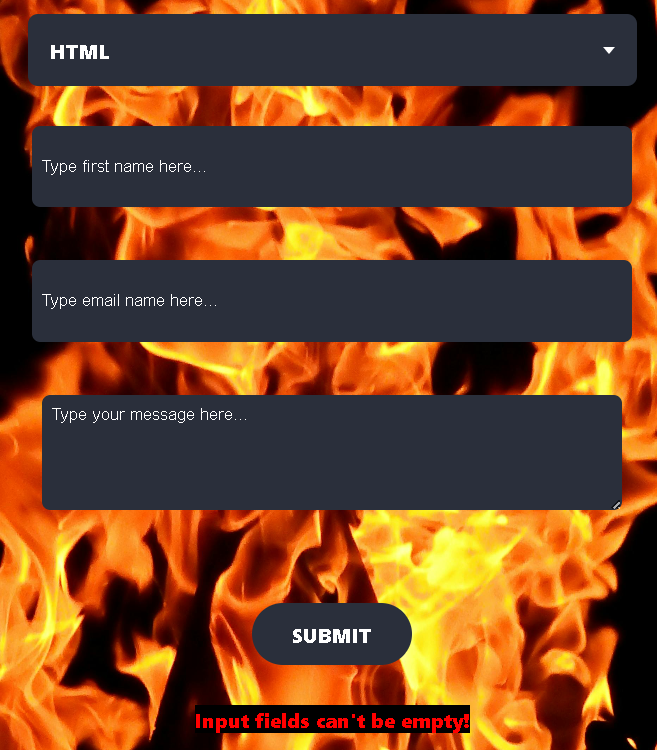 HTML
Type first name here...
Type email name here...
Type your message here...
SUBMIT
Input fields can't be empty!